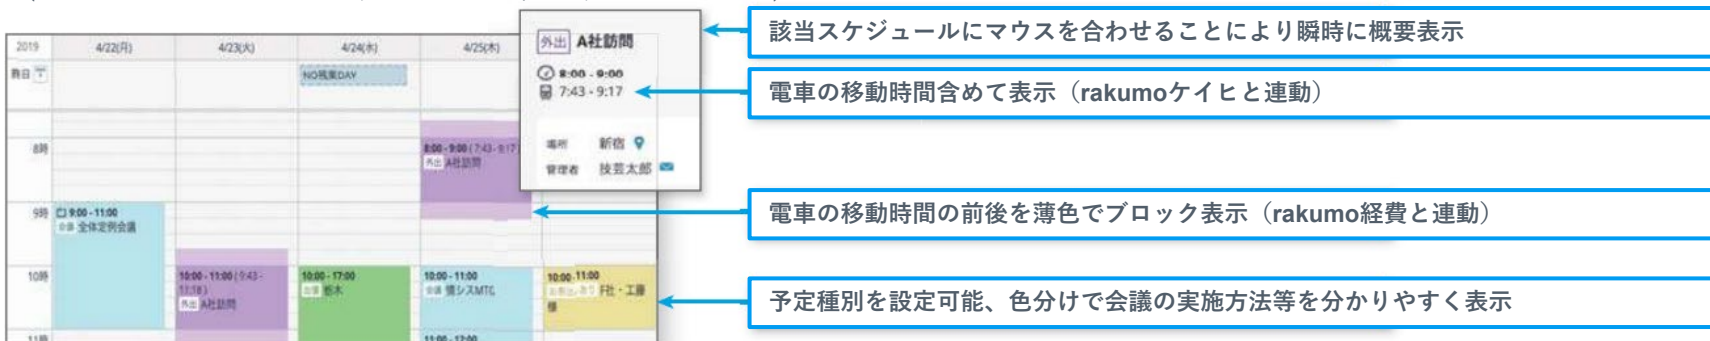 外出 A社訪問
該当スケジュールにマウスを合わせることにより瞬時に概要表示
2019 4/22(月) 4/23(火) 4/24(水) 4/25(木)
8:00 - 9:00
昨日
NO残業DAY
7:43 - 9:17
電車の移動時間含めて表示（rakumoケイヒと連動）
8時
8:00 - 9:00 (7:43 - 9:17)
場所 新宿
外出 A社訪問
管理者 技芸太郎
9時
9:00 - 11:00
会議 全体定例会議
電車の移動時間の前後を薄色でブロック表示（rakumo経費と連動）
10時
10:00 - 11:00 (9:43 - 11:18)
外出 A社訪問
10:00 - 17:00
出張 栃木
10:00 - 11:00
会議 情シスMTG
10:00 - 11:00
F社・工藤様
予定種別を設定可能、色分けで会議の実施方法等を分かりやすく表示
11時
11:00 - 12:00